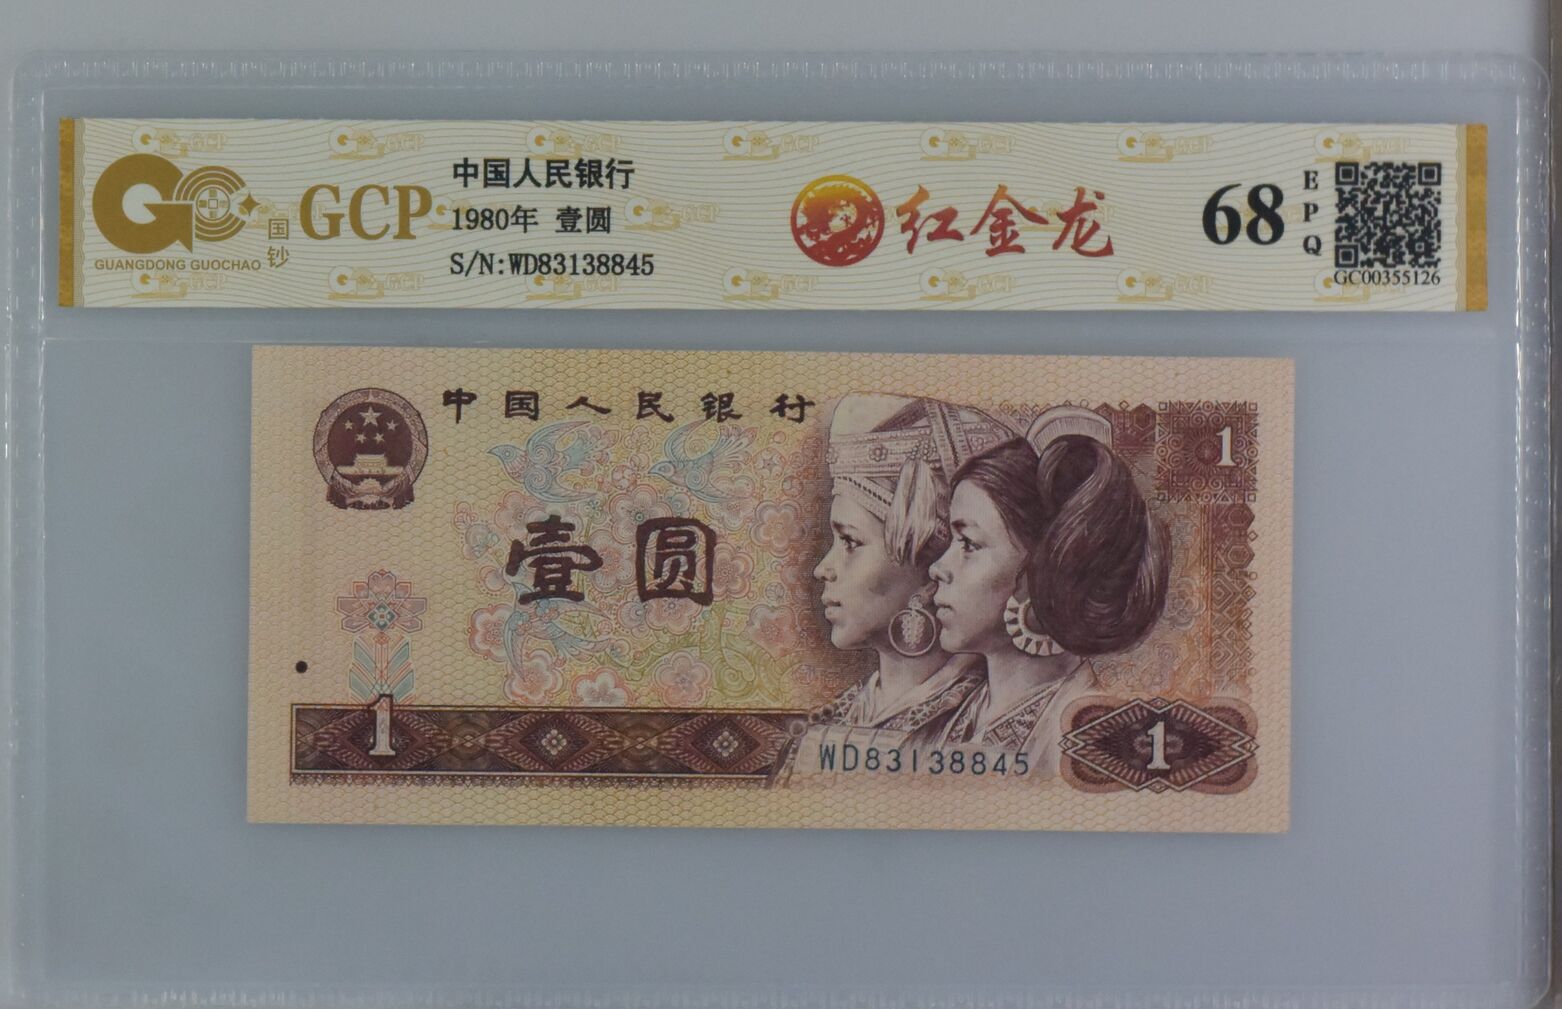 GUANGDONG GUOCHAO
国钞
GCP
中国人民银行
1980年 壹圆
S/N:WD83138845
红金龙
68
EPQ
GC00355126
中国人民银行
壹圆
1
1
1
WD83138845